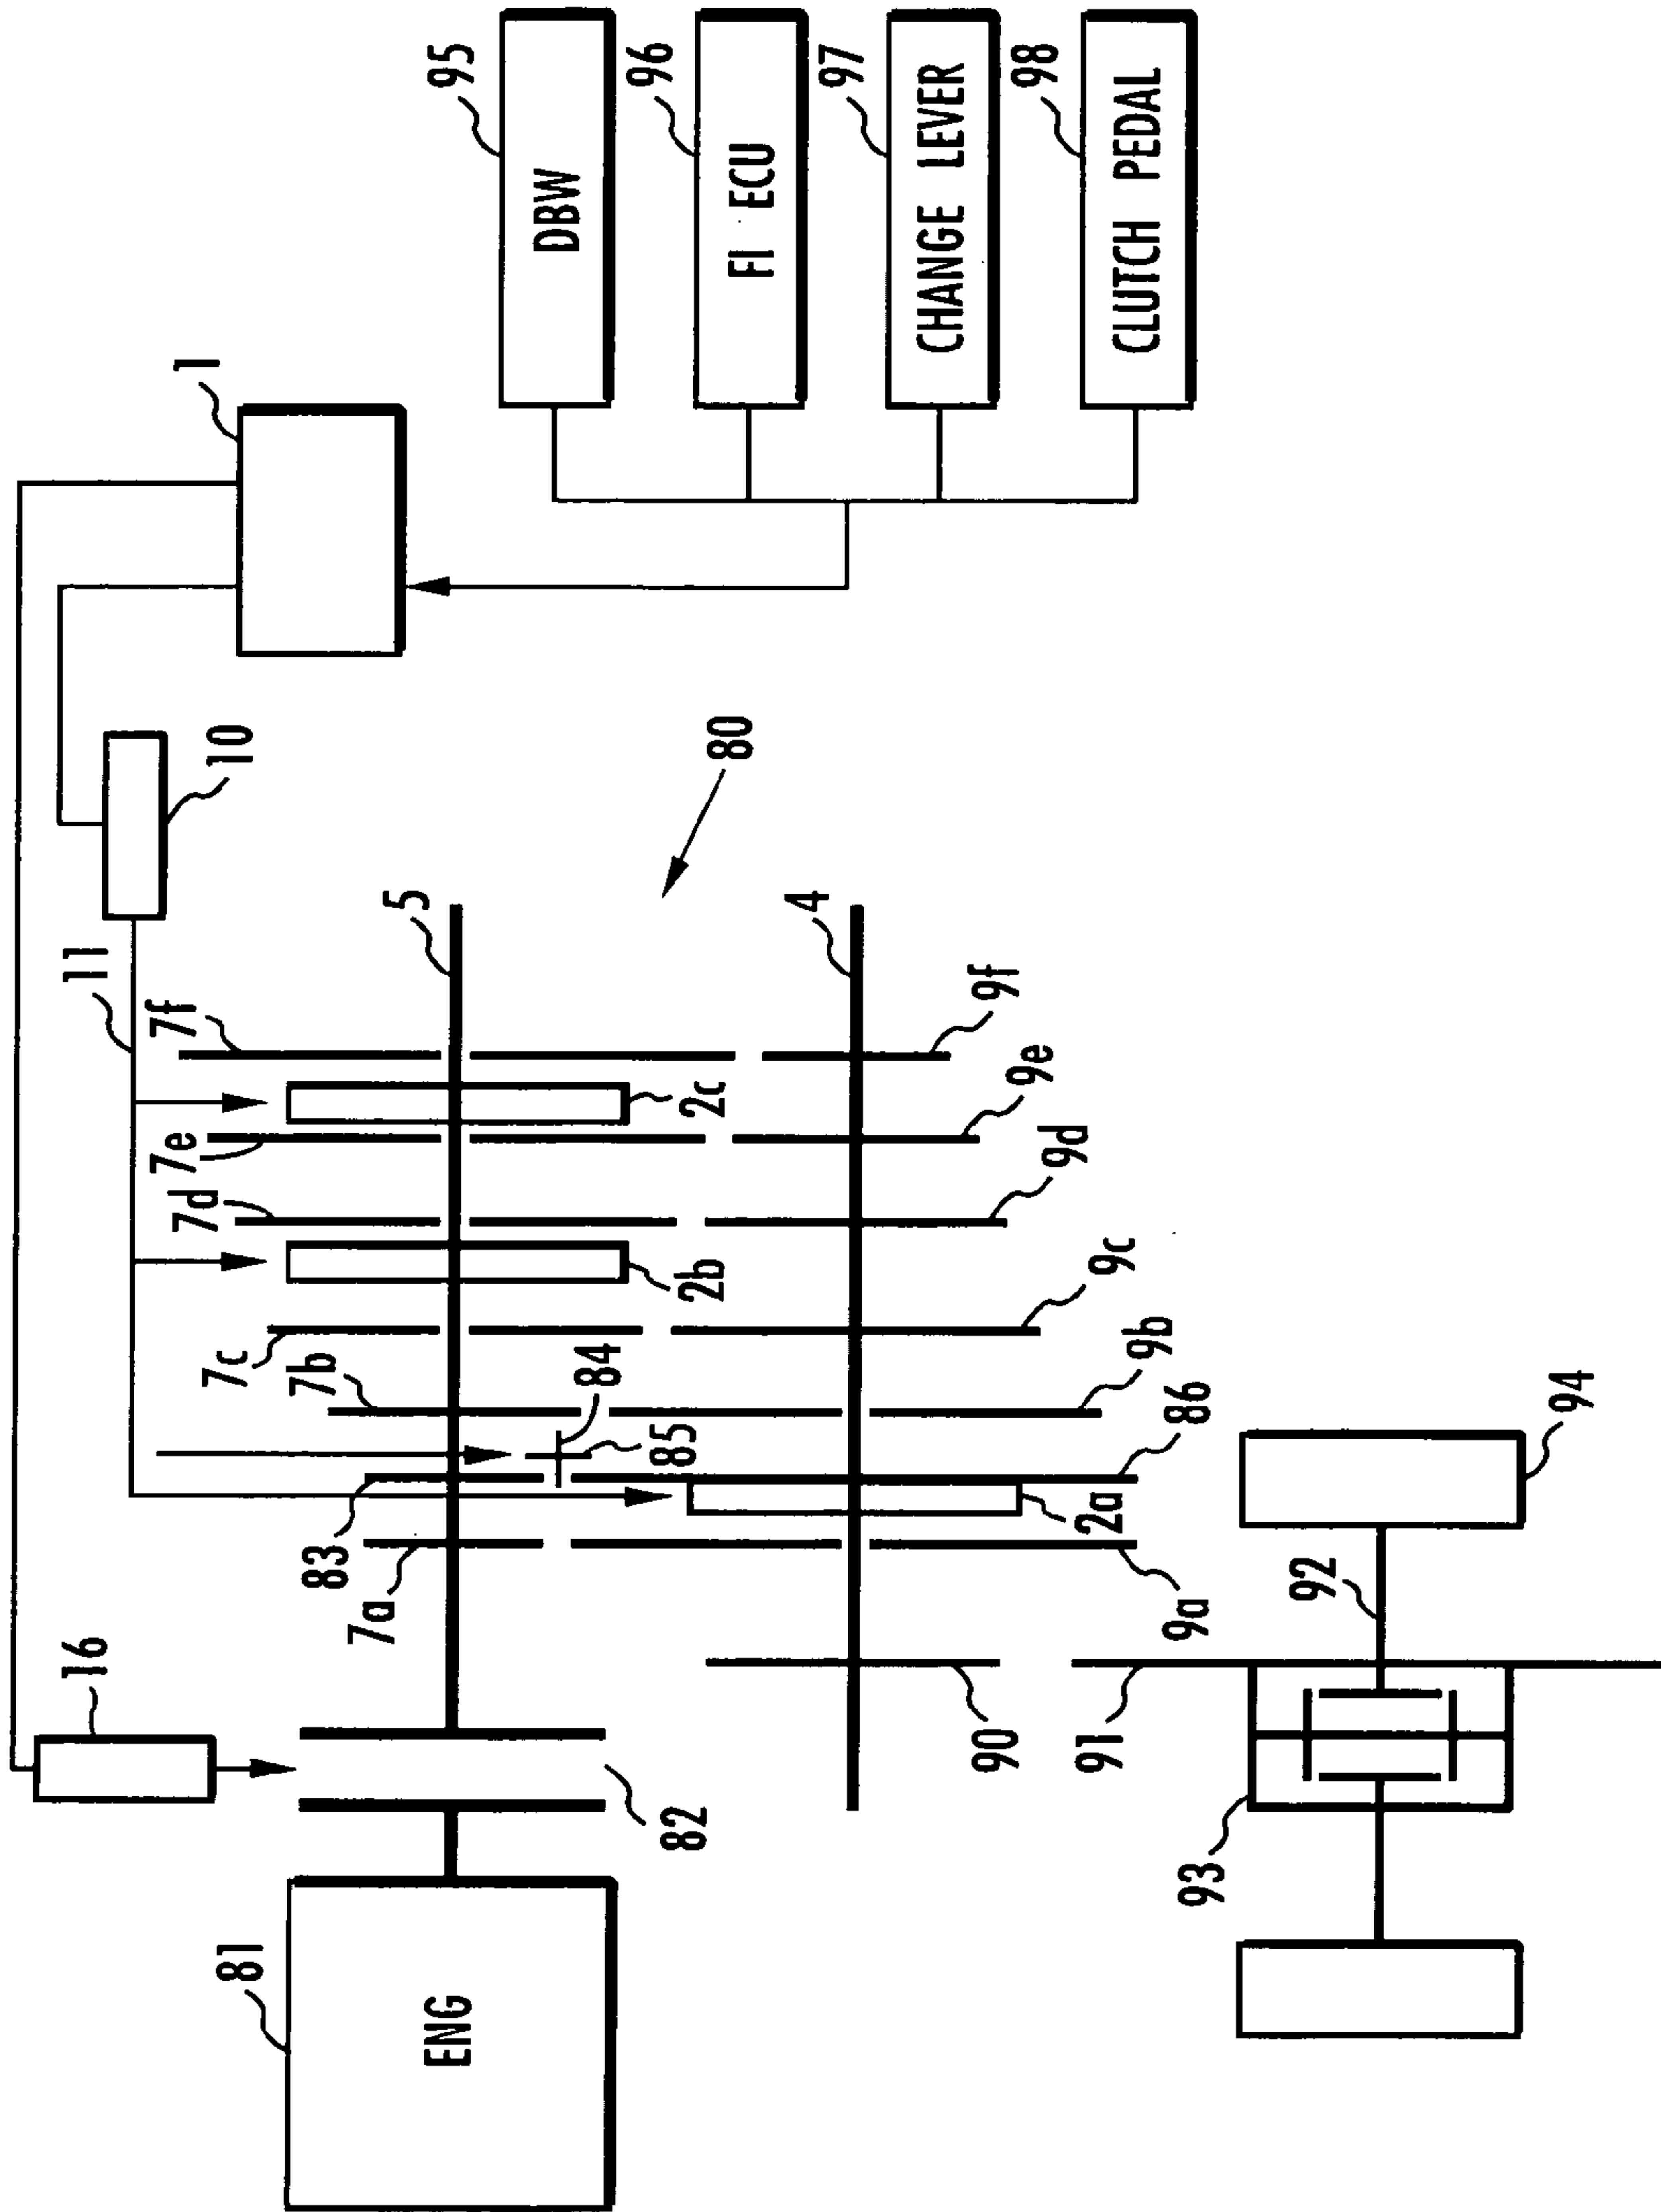 95
DBW
96
FI ECU
97
CHANGE LEVER
98
CLUTCH PEDAL
1
10
80
11
5
4
7f
9f
2c
9e
7e
9d
7d
2b
9c
7c
7b
84
9b
85
86
94
83
2a
92
7a
9a
16
90
91
82
93
81
ENG